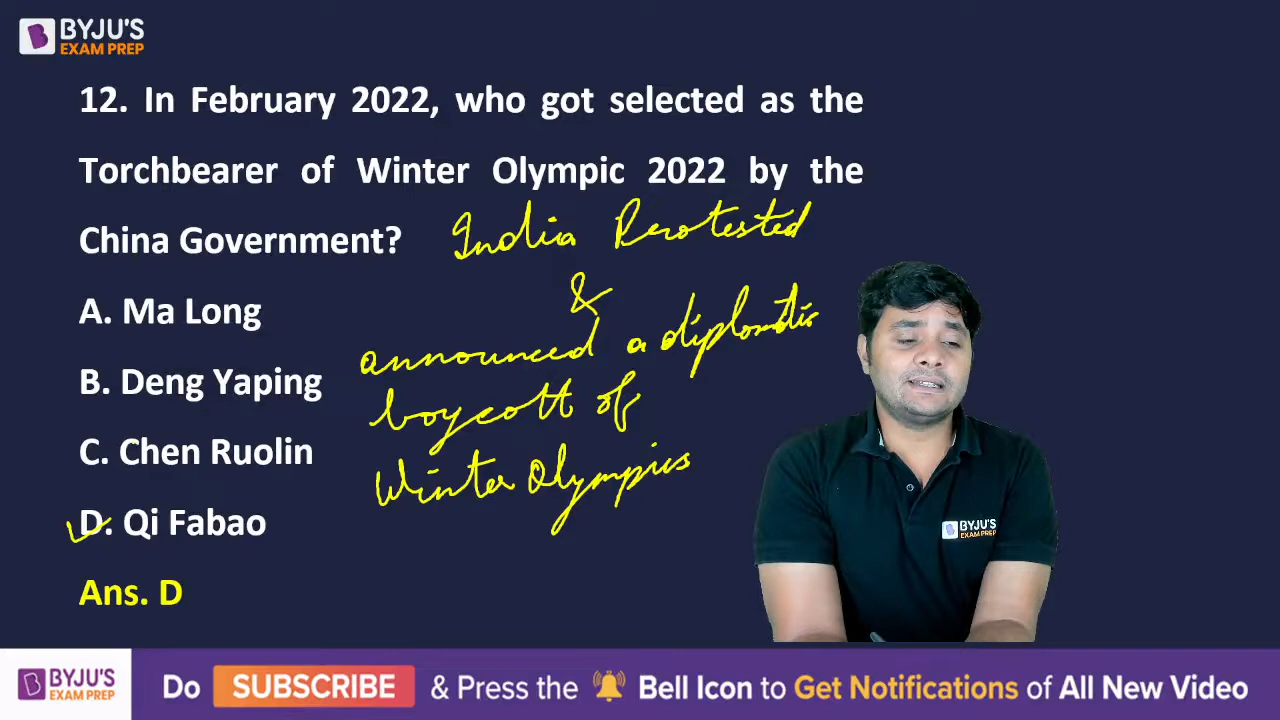 BYJU'S
EXAM PREP
12. In February 2022, who got selected as the
Torchbearer of Winter Olympic 2022 by the
China Government?
India Protested
&
announced a diplomatic
boycott of
Winter Olympics
A. Ma Long
B. Deng Yaping
C. Chen Ruolin
D. Qi Fabao
Ans. D
BYJU'S
EXAM PREP
BYJU'S
EXAM PREP
Do SUBSCRIBE & Press the Bell Icon to Get Notifications of All New Video